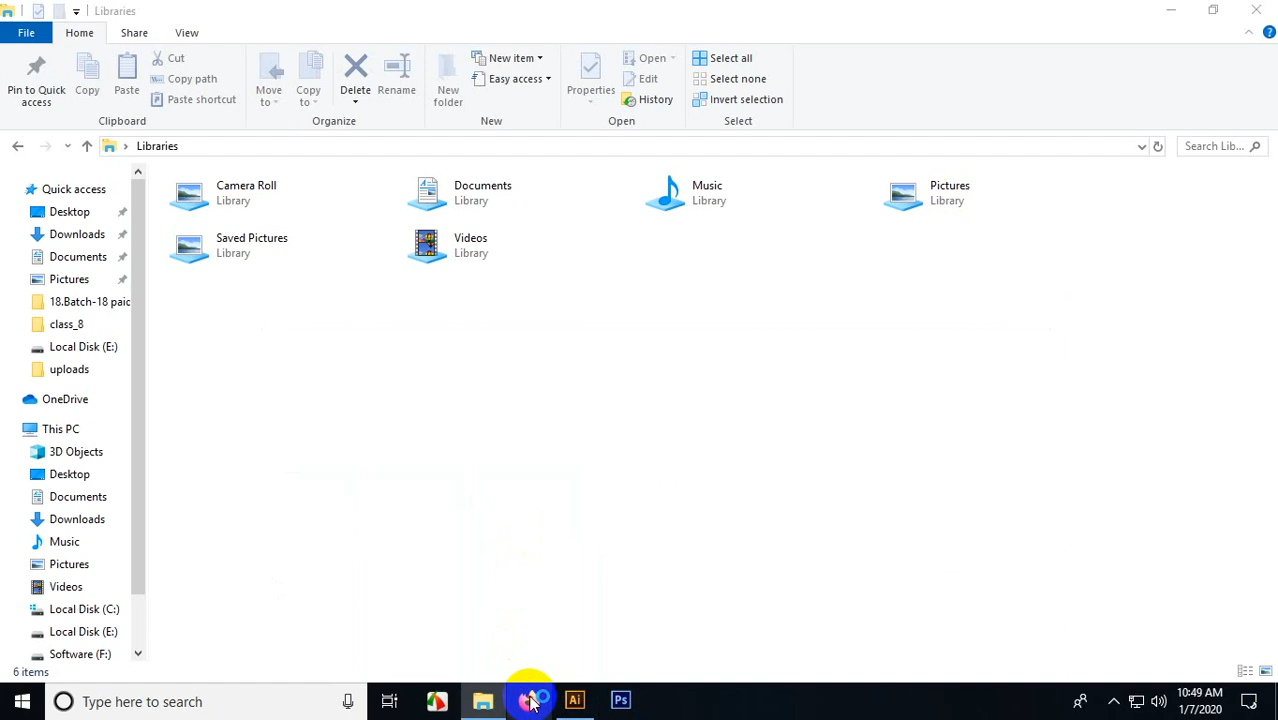 Libraries
File Home Share View
Pin to Quick access
Copy
Paste
Cut
Copy path
Paste shortcut
Clipboard
Move to
Copy to
Delete
Rename
Organize
New folder
New item
Easy access
New
Properties
Open
Edit
History
Open
Select all
Select none
Invert selection
Select
Libraries
Search Lib...
Quick access
Desktop
Downloads
Documents
Pictures
18.Batch-18 paic
class_8
Local Disk (E:)
uploads
OneDrive
This PC
3D Objects
Desktop
Documents
Downloads
Music
Pictures
Videos
Local Disk (C:)
Local Disk (E:)
Software (F:)
Camera Roll
Library
Documents
Library
Music
Library
Pictures
Library
Saved Pictures
Library
Videos
Library
6 items
Type here to search
Ai
Ps
10:49 AM
1/7/2020